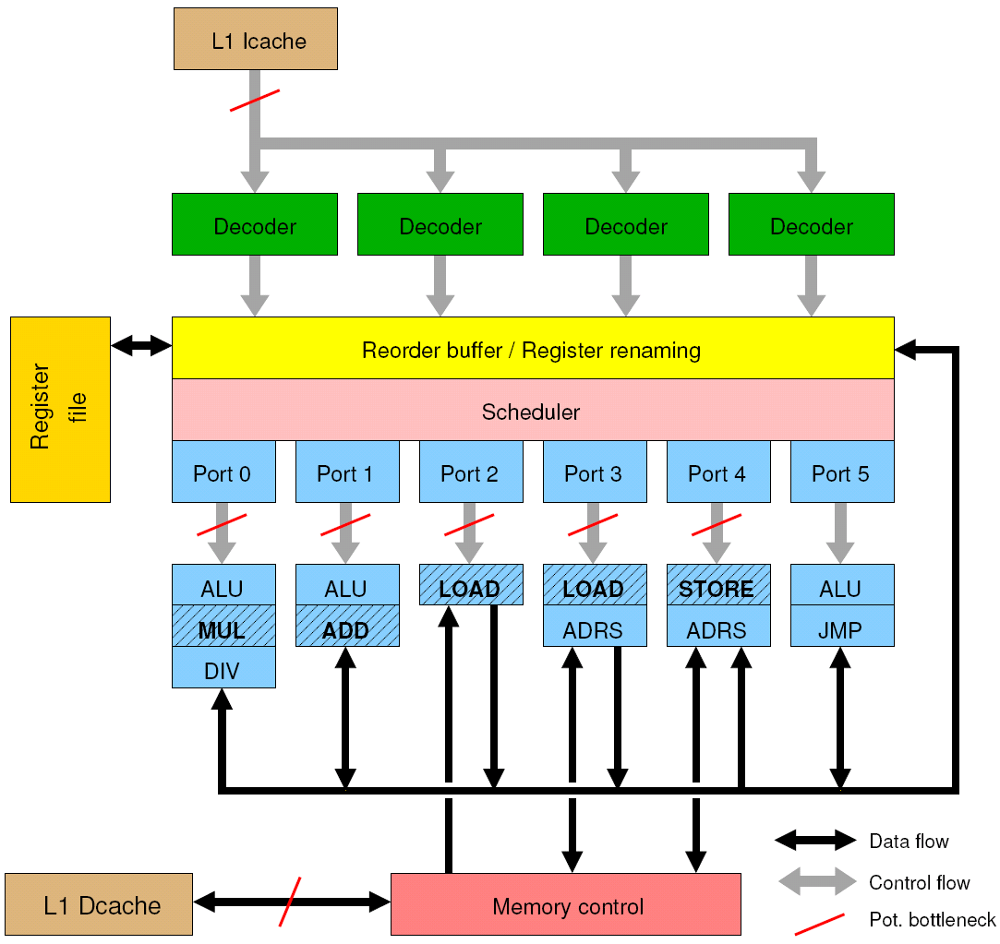 L1 Icache
Decoder
Decoder
Decoder
Decoder
Register
file
Reorder buffer / Register renaming
Scheduler
Port 0
Port 1
Port 2
Port 3
Port 4
Port 5
ALU
MUL
DIV
ALU
ADD
LOAD
LOAD
ADRS
STORE
ADRS
ALU
JMP
L1 Dcache
Memory control
Data flow
Control flow
Pot. bottleneck